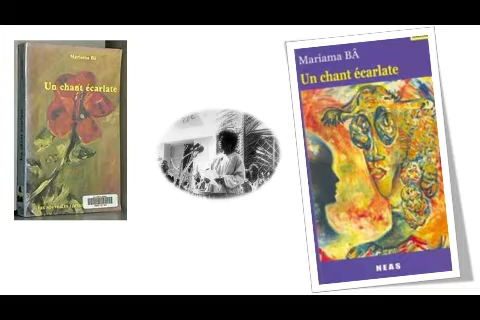 Mariama Bâ
Un chant écarlate
Mariama BÂ
Un chant écarlate
NEAS